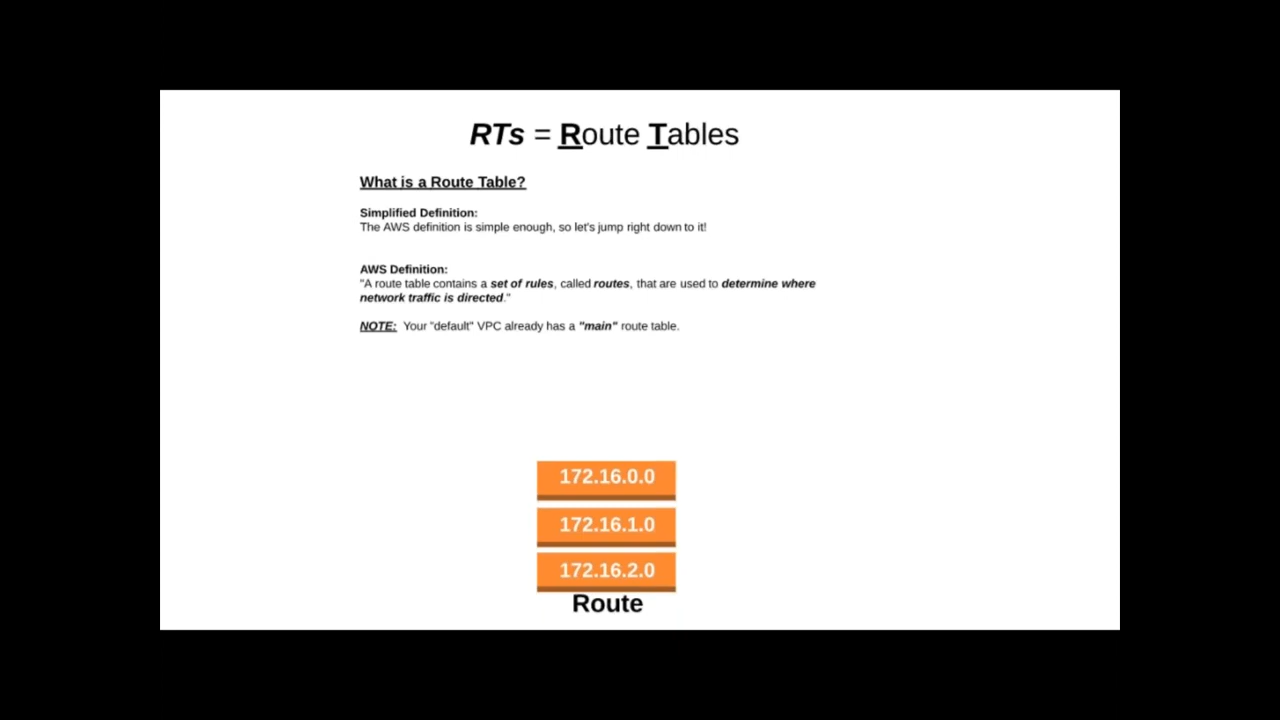 RTs = Route Tables
What is a Route Table?
Simplified Definition:
The AWS definition is simple enough, so let's jump right down to it!
AWS Definition:
"A route table contains a set of rules, called routes, that are used to determine where
network traffic is directed."
NOTE: Your "default" VPC already has a "main" route table.
172.16.0.0
172.16.1.0
172.16.2.0
Route